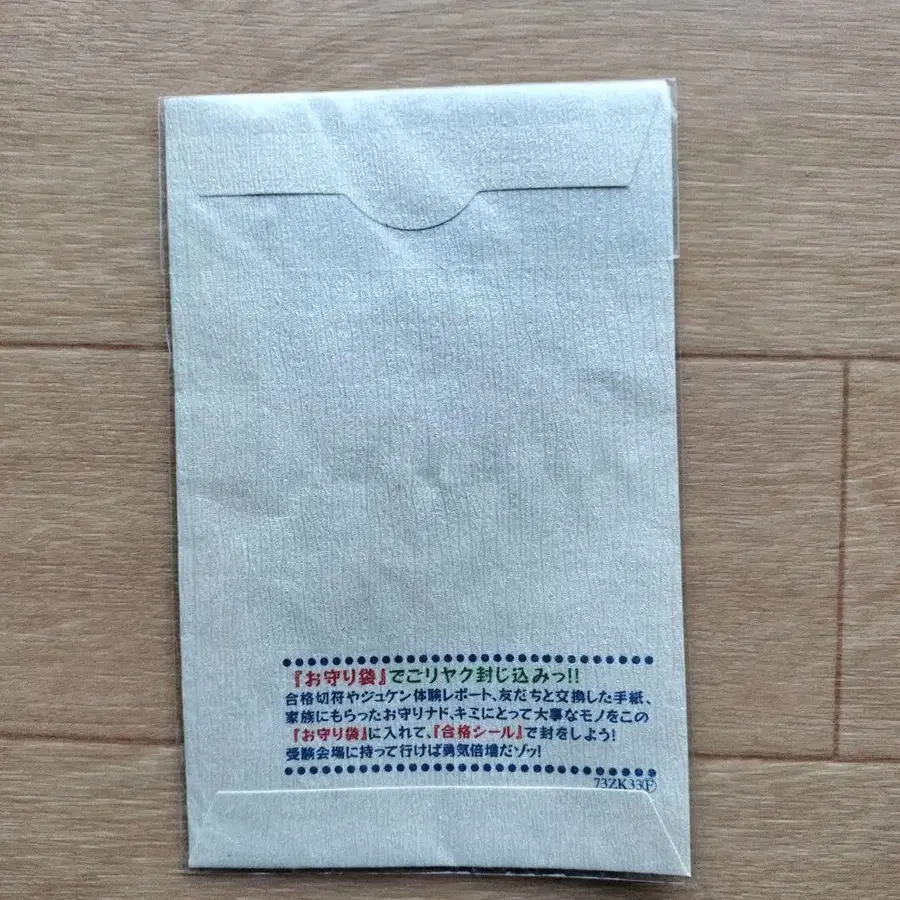 『お守り袋』でごリヤク封じ込みっ!!
合格切符やジュケン体験レポート、友だちと交換した手紙、
家族にもらったお守りナド、キミにとって大事なモノをこの
『お守り袋』に入れて、『合格シール』で封をしよう!
受験会場に持って行けば勇気倍増だゾッ!
73ZK33Ⓕ